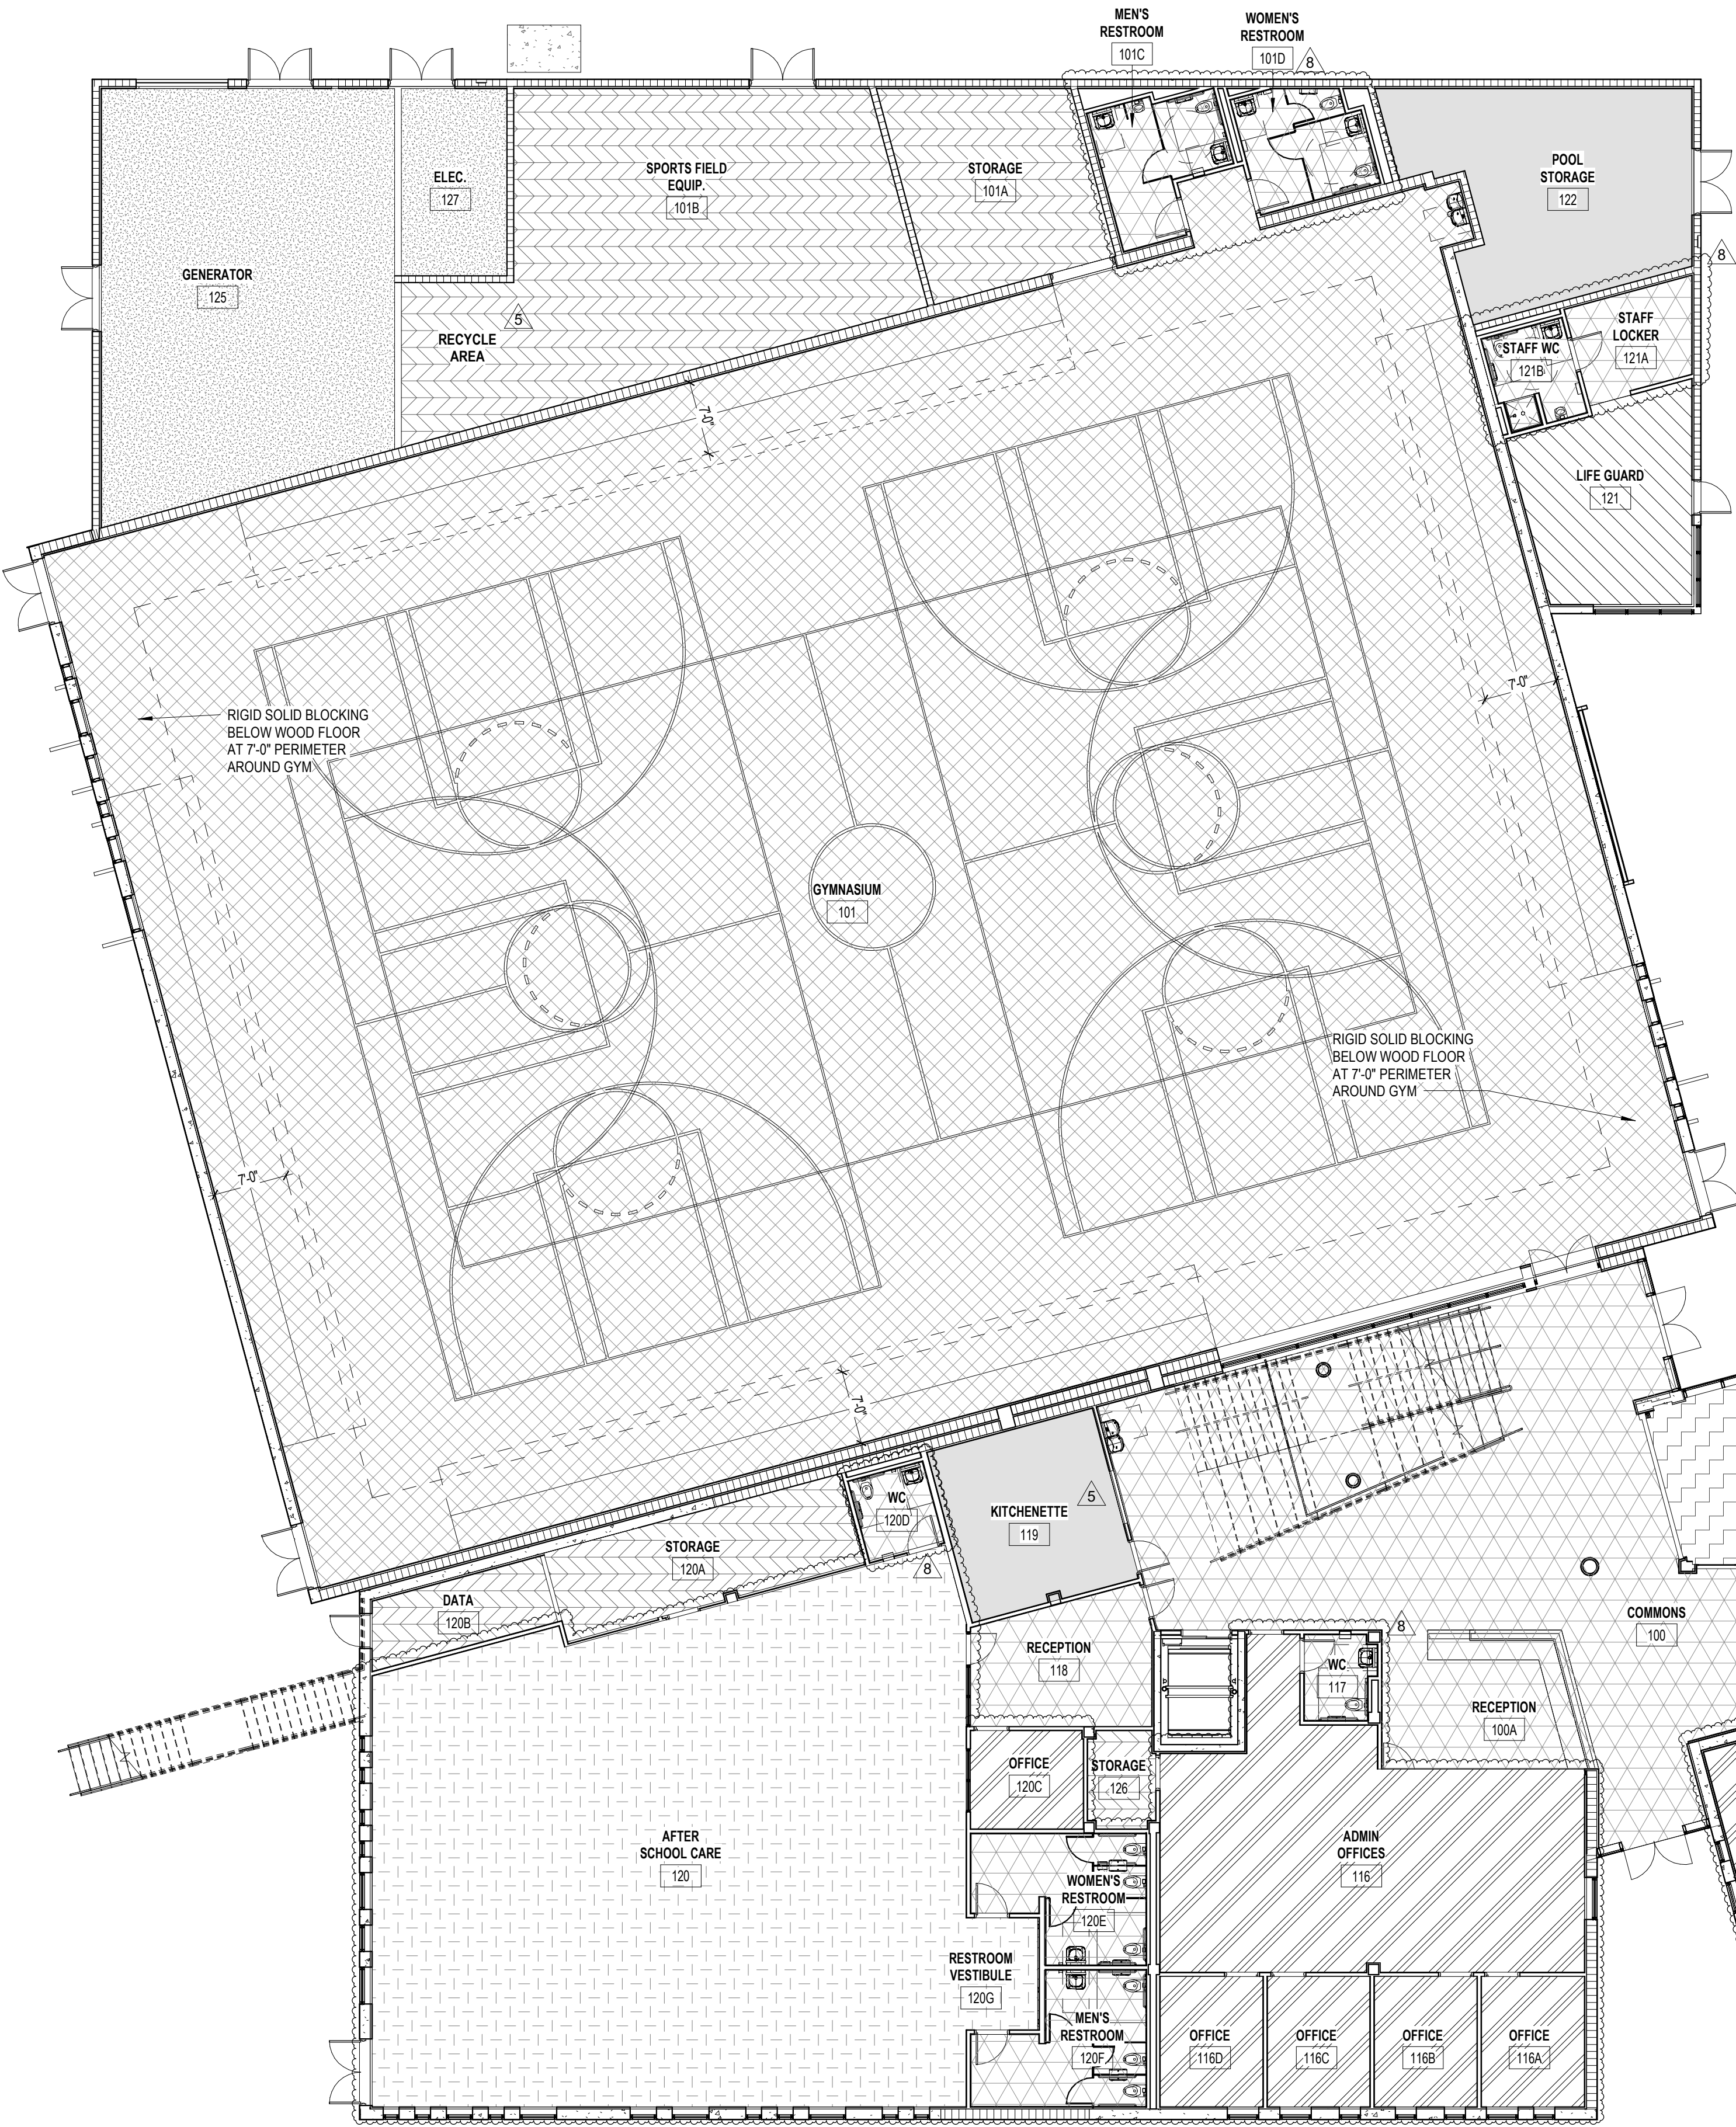 MEN'S
RESTROOM
101C
WOMEN'S
RESTROOM
101D
8
ELEC.
127
SPORTS FIELD
EQUIP.
101B
STORAGE
101A
POOL
STORAGE
122
8
GENERATOR
125
5
RECYCLE
AREA
STAFF
LOCKER
121A
STAFF WC
121B
7'-0"
LIFE GUARD
121
7'-0"
RIGID SOLID BLOCKING
BELOW WOOD FLOOR
AT 7'-0" PERIMETER
AROUND GYM
GYMNASIUM
101
RIGID SOLID BLOCKING
BELOW WOOD FLOOR
AT 7'-0" PERIMETER
AROUND GYM
7'-0"
7'-0"
WC
120D
KITCHENETTE
119
5
STORAGE
120A
8
DATA
120B
COMMONS
100
8
RECEPTION
118
WC
117
RECEPTION
100A
OFFICE
120C
STORAGE
126
AFTER
SCHOOL CARE
120
ADMIN
OFFICES
116
WOMEN'S
RESTROOM
120E
RESTROOM
VESTIBULE
120G
MEN'S
RESTROOM
120F
OFFICE
116D
OFFICE
116C
OFFICE
116B
OFFICE
116A